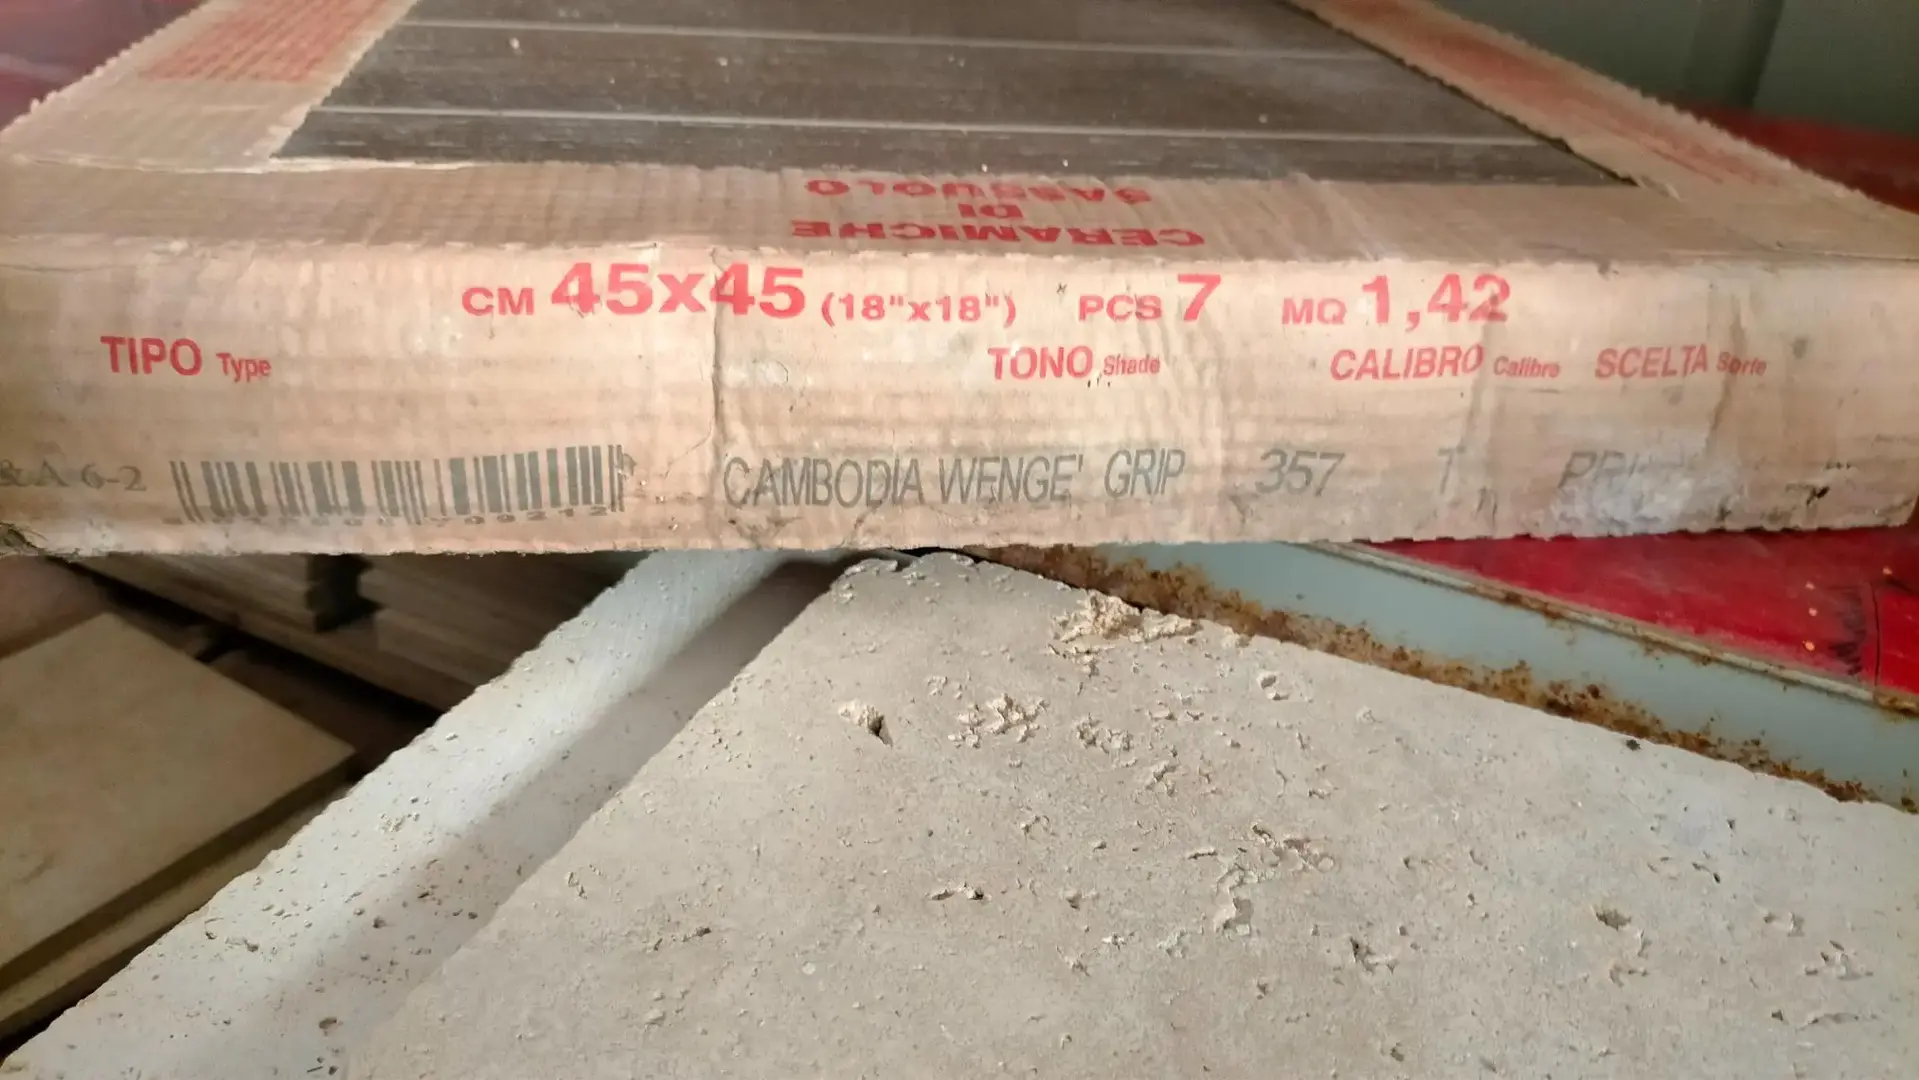 CERAMICHE
DI
SASSUOLO
CM 45x45 (18"x18") PCS 7 MQ 1,42
TIPO Type TONO Shade CALIBRO Calibre SCELTA Sorte
&A 6-2 CAMBODIA WENGE' GRIP 357 T